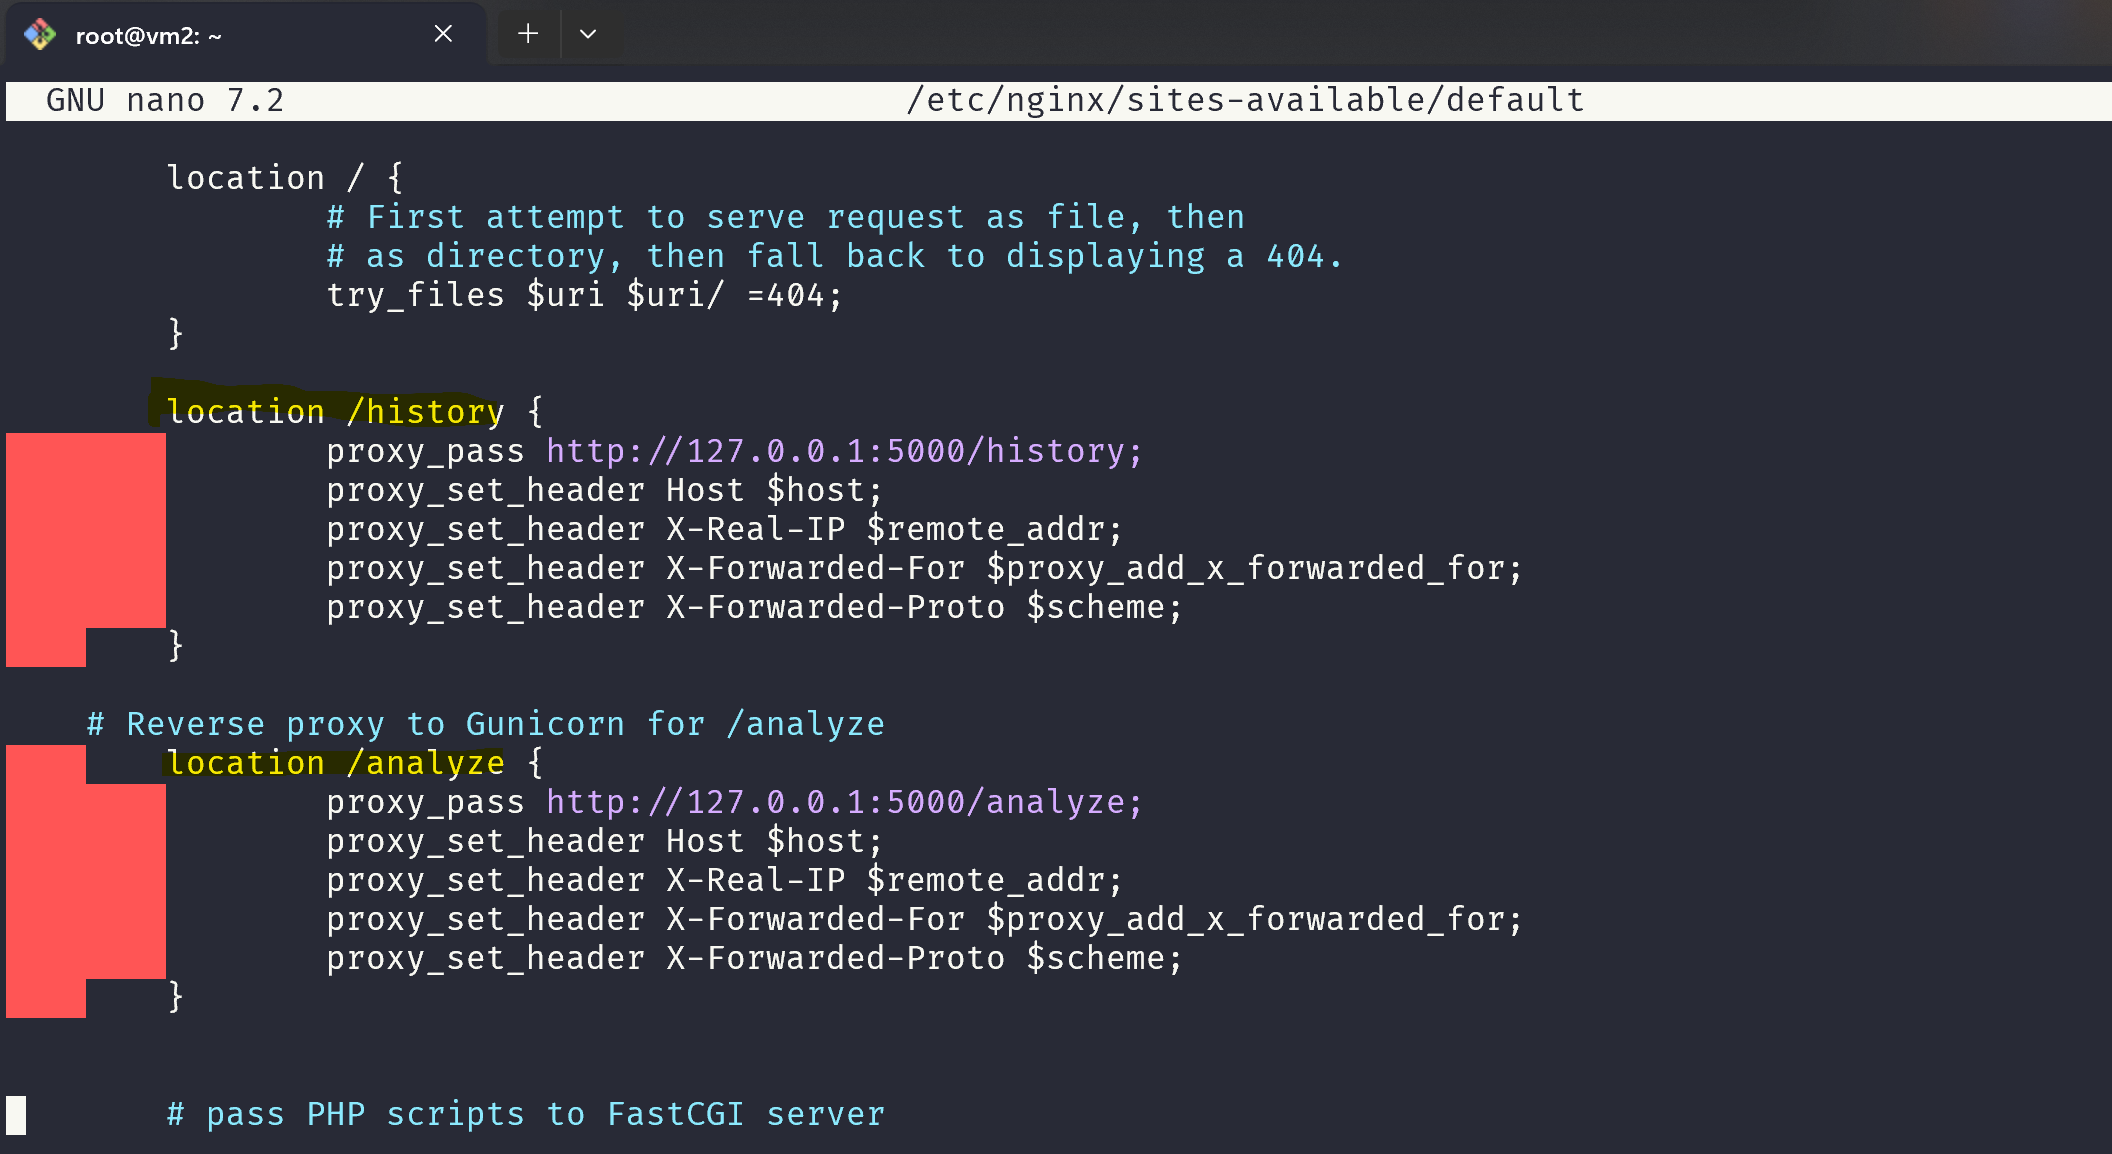 root@vm2: ~
GNU nano 7.2 /etc/nginx/sites-available/default
location / {
# First attempt to serve request as file, then
# as directory, then fall back to displaying a 404.
try_files $uri $uri/ =404;
}
location /history {
proxy_pass http://127.0.0.1:5000/history;
proxy_set_header Host $host;
proxy_set_header X-Real-IP $remote_addr;
proxy_set_header X-Forwarded-For $proxy_add_x_forwarded_for;
proxy_set_header X-Forwarded-Proto $scheme;
}
# Reverse proxy to Gunicorn for /analyze
location /analyze {
proxy_pass http://127.0.0.1:5000/analyze;
proxy_set_header Host $host;
proxy_set_header X-Real-IP $remote_addr;
proxy_set_header X-Forwarded-For $proxy_add_x_forwarded_for;
proxy_set_header X-Forwarded-Proto $scheme;
}
# pass PHP scripts to FastCGI server